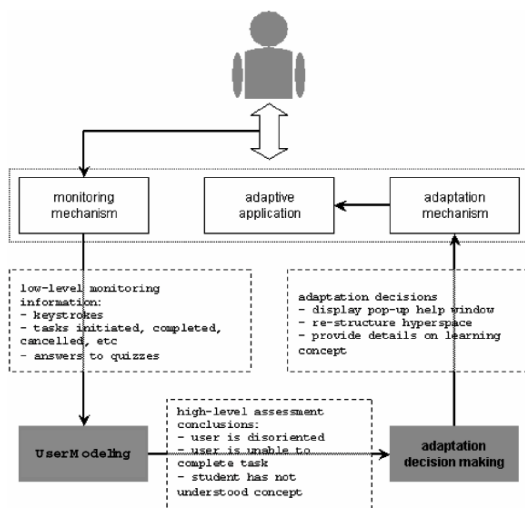 monitoring
mechanism
adaptive
application
adaptation
mechanism
low-level monitoring
information:
- keystrokes
- tasks initiated, completed,
cancelled, etc
- answers to quizzes
adaptation decisions
- display pop-up help window
- re-structure hyperspace
- provide details on learning
concept
high-level assessment
conclusions:
- user is disoriented
- user is unable to
complete task
- student has not
understood concept
UserModeling
adaptation
decision making